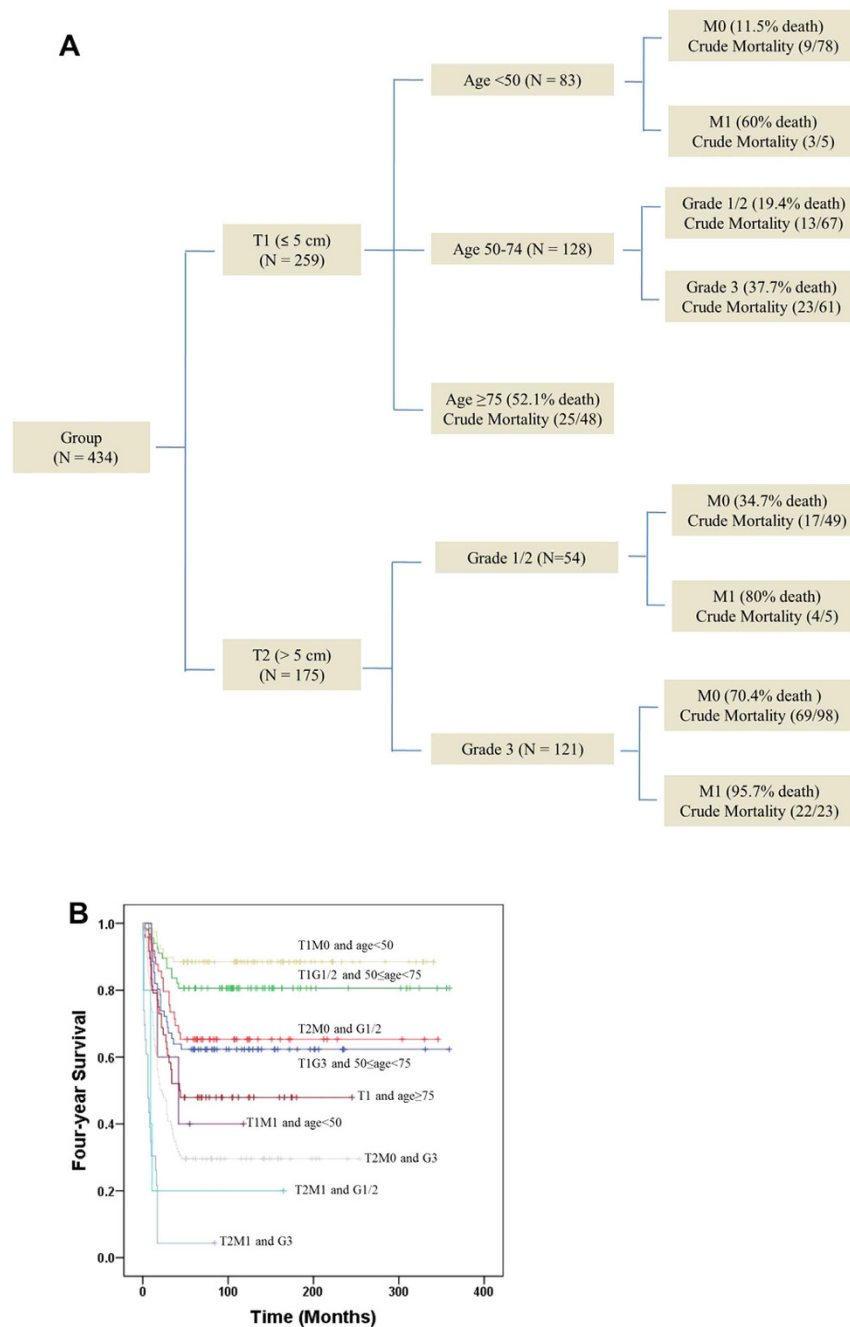 A
Group
(N = 434)
T1 (≤ 5 cm)
(N = 259)
T2 (> 5 cm)
(N = 175)
Age <50 (N = 83)
Age 50-74 (N = 128)
Age ≥75 (52.1% death)
Crude Mortality (25/48)
Grade 1/2 (N=54)
Grade 3 (N = 121)
M0 (11.5% death)
Crude Mortality (9/78)
M1 (60% death)
Crude Mortality (3/5)
Grade 1/2 (19.4% death)
Crude Mortality (13/67)
Grade 3 (37.7% death)
Crude Mortality (23/61)
M0 (34.7% death)
Crude Mortality (17/49)
M1 (80% death)
Crude Mortality (4/5)
M0 (70.4% death )
Crude Mortality (69/98)
M1 (95.7% death)
Crude Mortality (22/23)
B
Four-year Survival
1.0
0.8
0.6
0.4
0.2
0.0
T1M0 and age<50
T1G1/2 and 50≤age<75
T2M0 and G1/2
T1G3 and 50≤age<75
T1 and age≥75
T1M1 and age<50
T2M0 and G3
T2M1 and G1/2
T2M1 and G3
0 100 200 300 400
Time (Months)